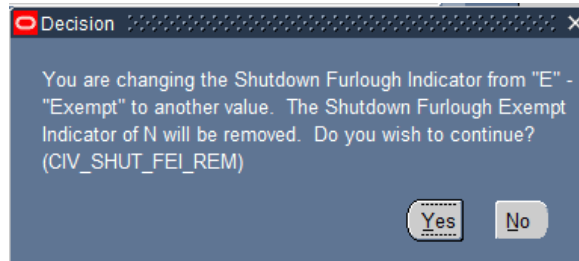 Decision
You are changing the Shutdown Furlough Indicator from "E" -
"Exempt" to another value.  The Shutdown Furlough Exempt
Indicator of N will be removed.  Do you wish to continue?
(CIV_SHUT_FEI_REM)
Yes No